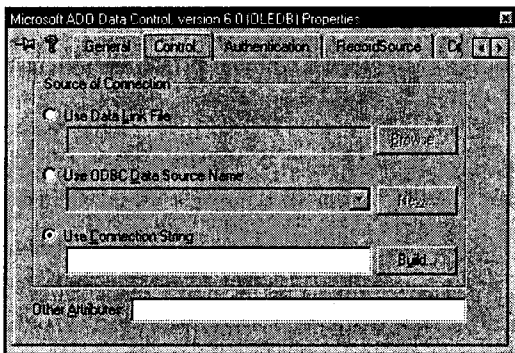 Microsoft ADO Data Control, version 6.0 (OLEDB) Properties
General Control Authentication RecordSource
Source of Connection
Use Data Link File
Browse...
Use ODBC Data Source Name
New...
Use Connection String
Build...
Other Attributes: